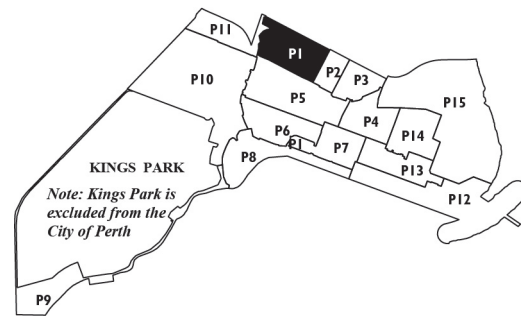 P11
P1
P2
P3
P10
P5
P15
P4
P14
P6
P1
P7
P8
P13
P12
KINGS PARK
Note: Kings Park is
excluded from the
City of Perth
P9